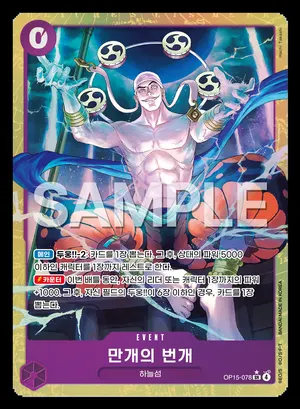 0
SAMPLE
메인 두웅!!-2: 카드를 1장 뽑는다. 그 후, 상대의 파워 5000
이하인 캐릭터를 1장까지 레스트로 한다.
카운터 이번 배틀 동안, 자신의 리더 또는 캐릭터 1장까지의 파워
+1000. 그 후, 자신 필드의 두웅!!이 6장 이하인 경우, 카드를 1장
뽑는다.
EVENT
만개의 번개
하늘섬
OP15-078